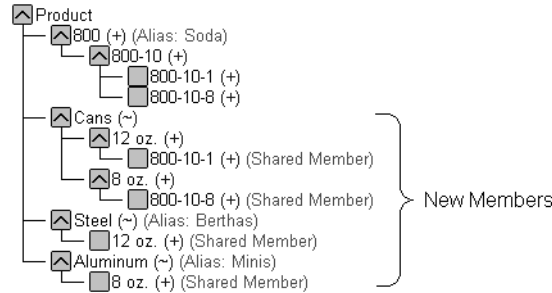 Product
800 (+) (Alias: Soda)
800-10 (+)
800-10-1 (+)
800-10-8 (+)
Cans (~)
12 oz. (+)
800-10-1 (+) (Shared Member)
8 oz. (+)
800-10-8 (+) (Shared Member)
New Members
Steel (~) (Alias: Berthas)
12 oz. (+) (Shared Member)
Aluminum (~) (Alias: Minis)
8 oz. (+) (Shared Member)